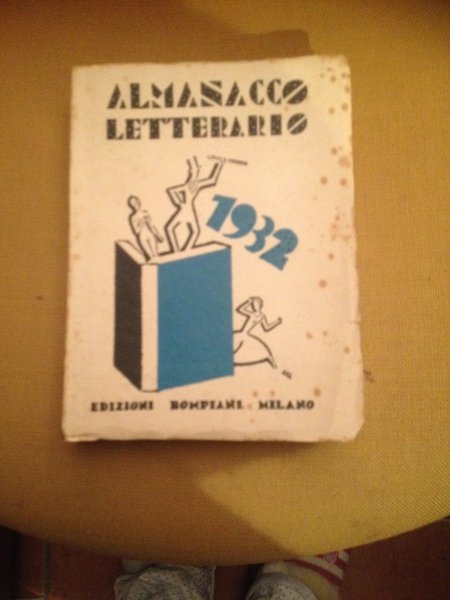 ALMANACCO
LETTERARIO
1932
EDIZIONI BOMPIANI MILANO